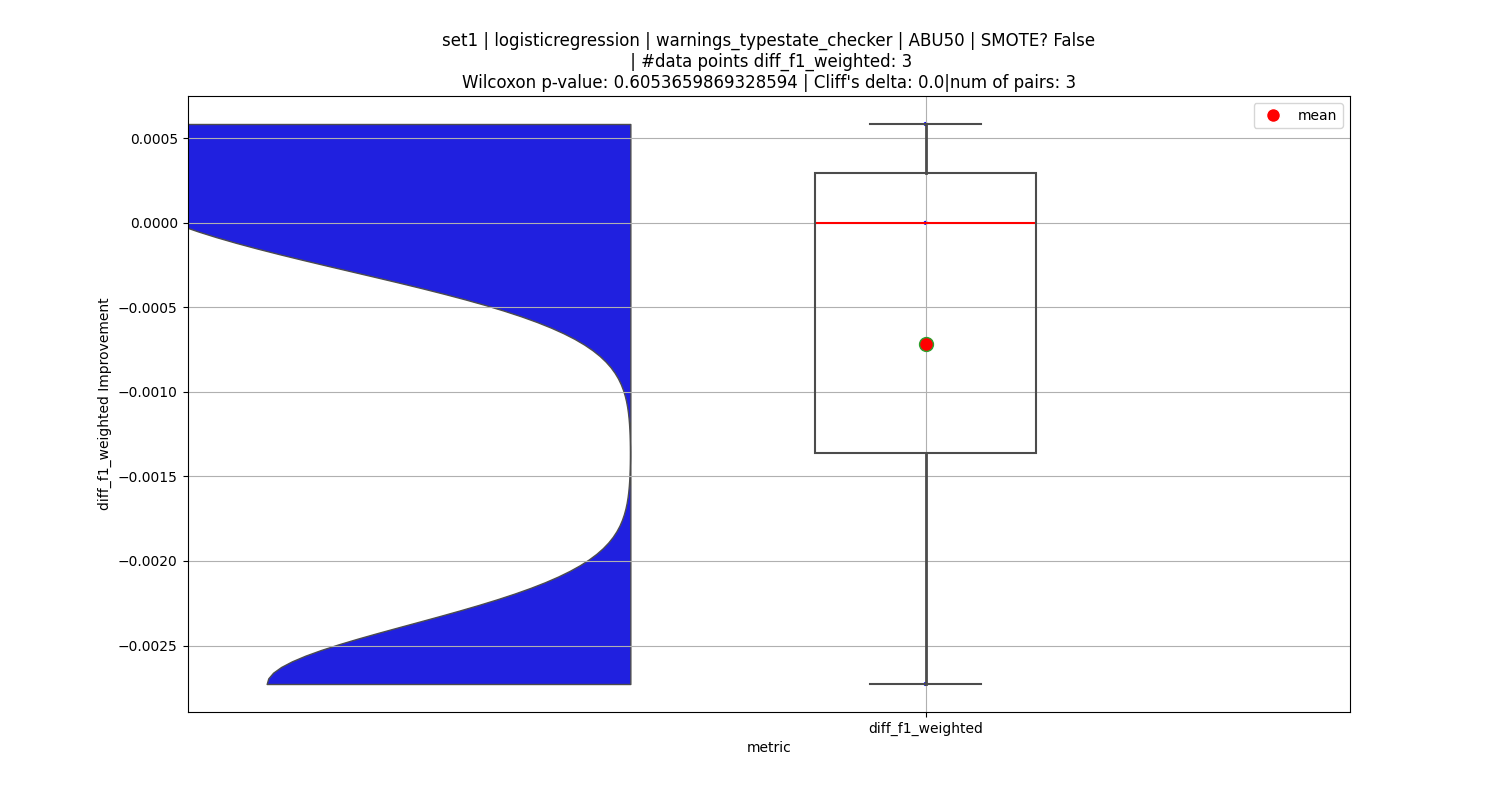 set1 | logisticregression | warnings_typestate_checker | ABU50 | SMOTE? False
| #data points diff_f1_weighted: 3
Wilcoxon p-value: 0.6053659869328594 | Cliff's delta: 0.0|num of pairs: 3
mean
0.0005
0.0000
−0.0005
−0.0010
−0.0015
−0.0020
−0.0025
diff_f1_weighted Improvement
diff_f1_weighted
metric